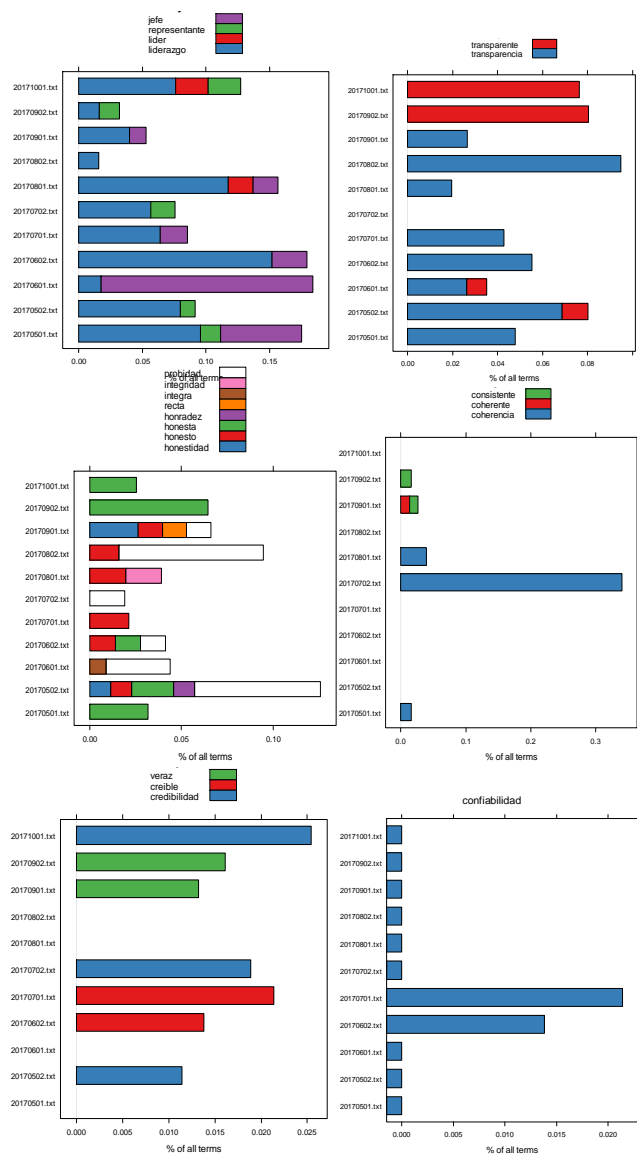 jefe
representante
lider
liderazgo
20171001.txt
20170902.txt
20170901.txt
20170802.txt
20170801.txt
20170702.txt
20170701.txt
20170602.txt
20170601.txt
20170502.txt
20170501.txt
0.00
0.05
0.10
0.15
% of all terms
transparente
transparencia
20171001.txt
20170902.txt
20170901.txt
20170802.txt
20170801.txt
20170702.txt
20170701.txt
20170602.txt
20170601.txt
20170502.txt
20170501.txt
0.00
0.02
0.04
0.06
0.08
% of all terms
probidad
integridad
integra
recta
honradez
honesta
honesto
honestidad
20171001.txt
20170902.txt
20170901.txt
20170802.txt
20170801.txt
20170702.txt
20170701.txt
20170602.txt
20170601.txt
20170502.txt
20170501.txt
0.00
0.05
0.10
% of all terms
consistente
coherente
coherencia
20171001.txt
20170902.txt
20170901.txt
20170802.txt
20170801.txt
20170702.txt
20170701.txt
20170602.txt
20170601.txt
20170502.txt
20170501.txt
0.0
0.1
0.2
0.3
% of all terms
veraz
creible
credibilidad
20171001.txt
20170902.txt
20170901.txt
20170802.txt
20170801.txt
20170702.txt
20170701.txt
20170602.txt
20170601.txt
20170502.txt
20170501.txt
0.000
0.005
0.010
0.015
0.020
0.025
% of all terms
confiabilidad
20171001.txt
20170902.txt
20170901.txt
20170802.txt
20170801.txt
20170702.txt
20170701.txt
20170602.txt
20170601.txt
20170502.txt
20170501.txt
0.000
0.005
0.010
0.015
0.020
% of all terms